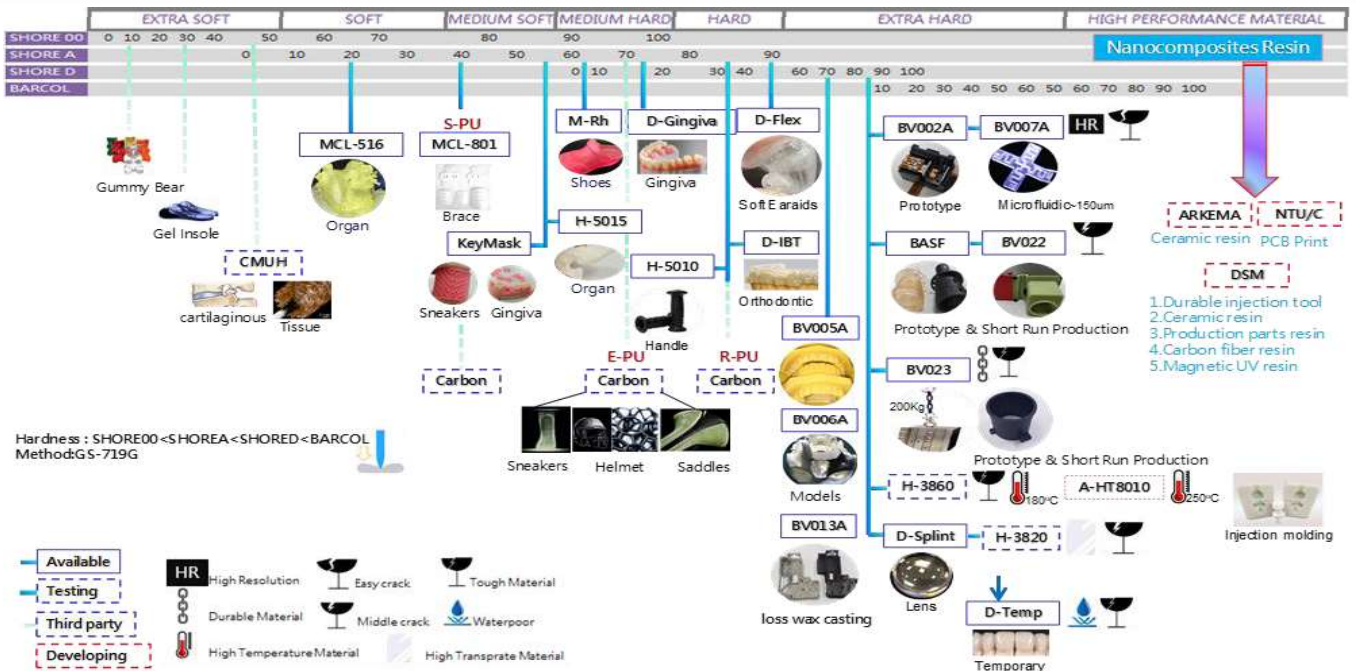 EXTRA SOFT SOFT MEDIUM SOFT MEDIUM HARD HARD EXTRA HARD HIGH PERFORMANCE MATERIAL
SHORE 00 0 10 20 30 40 50 60 70 80 90 100
SHORE A 0 10 20 30 40 50 60 70 80 90
SHORE D 0 10 20 30 40 60 70 80 90 100
BARCOL 10 20 30 40 50 60 70 80 90 100
Nanocomposites Resin
Gummy Bear
Gel Insole
CMUH
cartilaginous
Tissue
MCL-516
Organ
S-PU
MCL-801
Brace
KeyMask
Sneakers
Gingiva
Carbon
M-Rh
Shoes
H-5015
Organ
D-Gingiva
Gingiva
H-5010
Handle
E-PU
Carbon
Sneakers
Helmet
Saddles
R-PU
Carbon
D-Flex
Soft Earaids
D-IBT
Orthodontic
BV005A
BV006A
Models
BV013A
loss wax casting
BV002A
BV007A
HR
Prototype
Microfluidic~150um
BASF
BV022
Prototype & Short Run Production
BV023
200Kg
Prototype & Short Run Production
H-3860
180°C
A-HT8010
250°C
D-Splint
H-3820
Lens
D-Temp
Temporary
ARKEMA
Ceramic resin
NTU/C
PCB Print
DSM
1.Durable injection tool
2.Ceramic resin
3.Production parts resin
4.Carbon fiber resin
5.Magnetic UV resin
Injection molding
Hardness : SHORE00<SHOREA<SHORED<BARCOL
Method:GS-719G
Available
Testing
Third party
Developing
HR High Resolution
Easy crack
Tough Material
Durable Material
Middle crack
Waterpoor
High Temperature Material
High Transprate Material